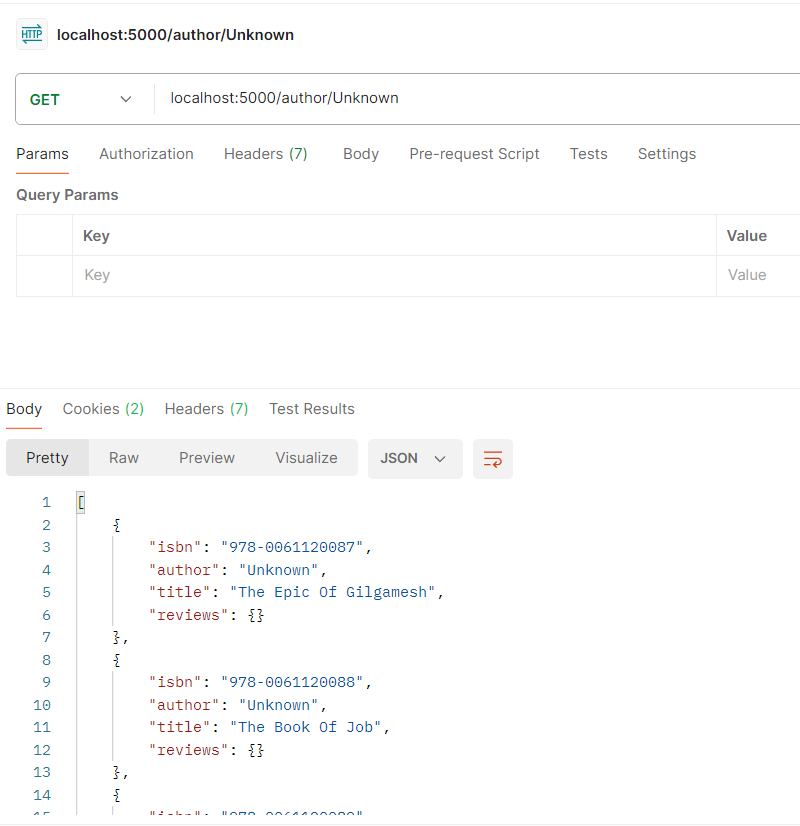 HTTP localhost:5000/author/Unknown
GET localhost:5000/author/Unknown
Params Authorization Headers (7) Body Pre-request Script Tests Settings
Query Params
Key Value
Key Value
Body Cookies (2) Headers (7) Test Results
Pretty Raw Preview Visualize JSON
1 [
2 {
3 "isbn": "978-0061120087",
4 "author": "Unknown",
5 "title": "The Epic Of Gilgamesh",
6 "reviews": {}
7 },
8 {
9 "isbn": "978-0061120088",
10 "author": "Unknown",
11 "title": "The Book Of Job",
12 "reviews": {}
13 },
14 {
15 "isbn": "978-0061120089"